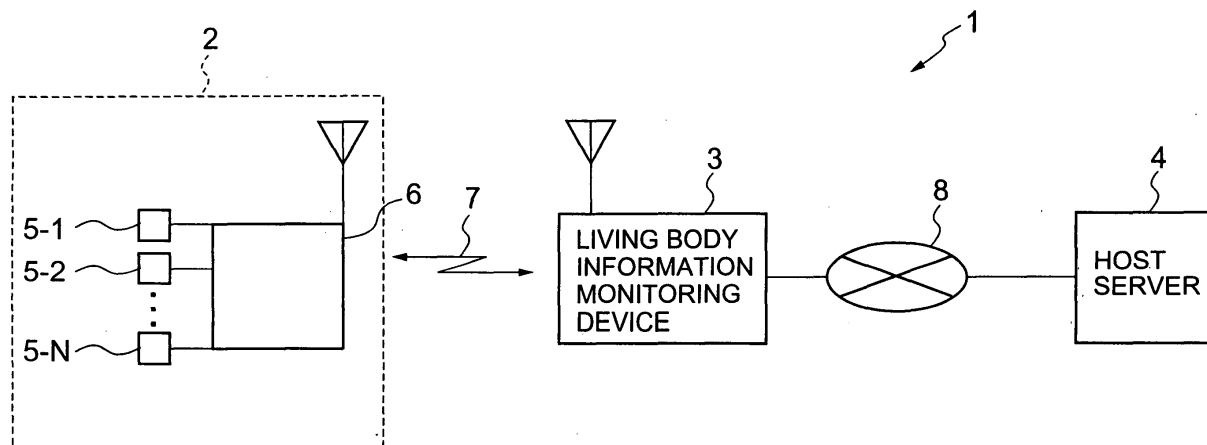 1
2
3
4
6
7
8
5-1
5-2
5-N
LIVING BODY
INFORMATION
MONITORING
DEVICE
HOST
SERVER